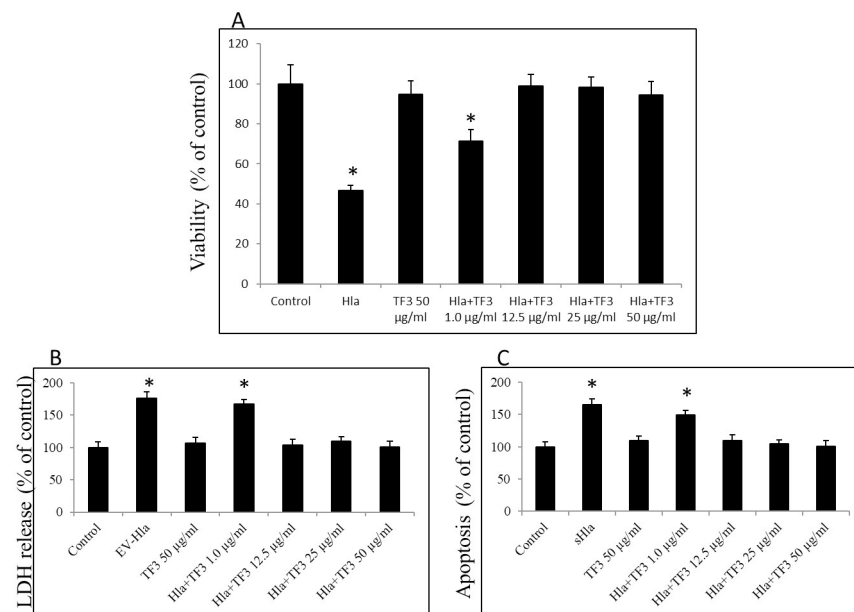 A
Viability (% of control)
120
100
80
60
40
20
0
*
*
Control
Hla
TF3 50
µg/ml
Hla+TF3
1.0 µg/ml
Hla+TF3
12.5 µg/ml
Hla+TF3
25 µg/ml
Hla+TF3
50 µg/ml
B
LDH release (% of control)
200
150
100
50
0
*
*
Control
EV-Hla
TF3 50 µg/ml
Hla+TF3 1.0 µg/ml
Hla+TF3 12.5 µg/ml
Hla+TF3 25 µg/ml
Hla+TF3 50 µg/ml
C
Apoptosis (% of control)
200
150
100
50
0
*
*
Control
sHla
TF3 50 µg/ml
Hla+TF3 1.0 µg/ml
Hla+TF3 12.5 µg/ml
Hla+TF3 25 µg/ml
Hla+TF3 50 µg/ml